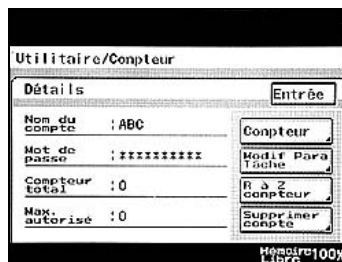 Utilitaire/Compteur
Détails
Entrée
Nom du
compte
:ABC
Compteur
Mot de
passe
:**********
Modif Para
Tâche
Compteur
total
:0
R à Z
compteur
Max.
autorisé
:0
Supprimer
compte
Mémoire
Libre
100%